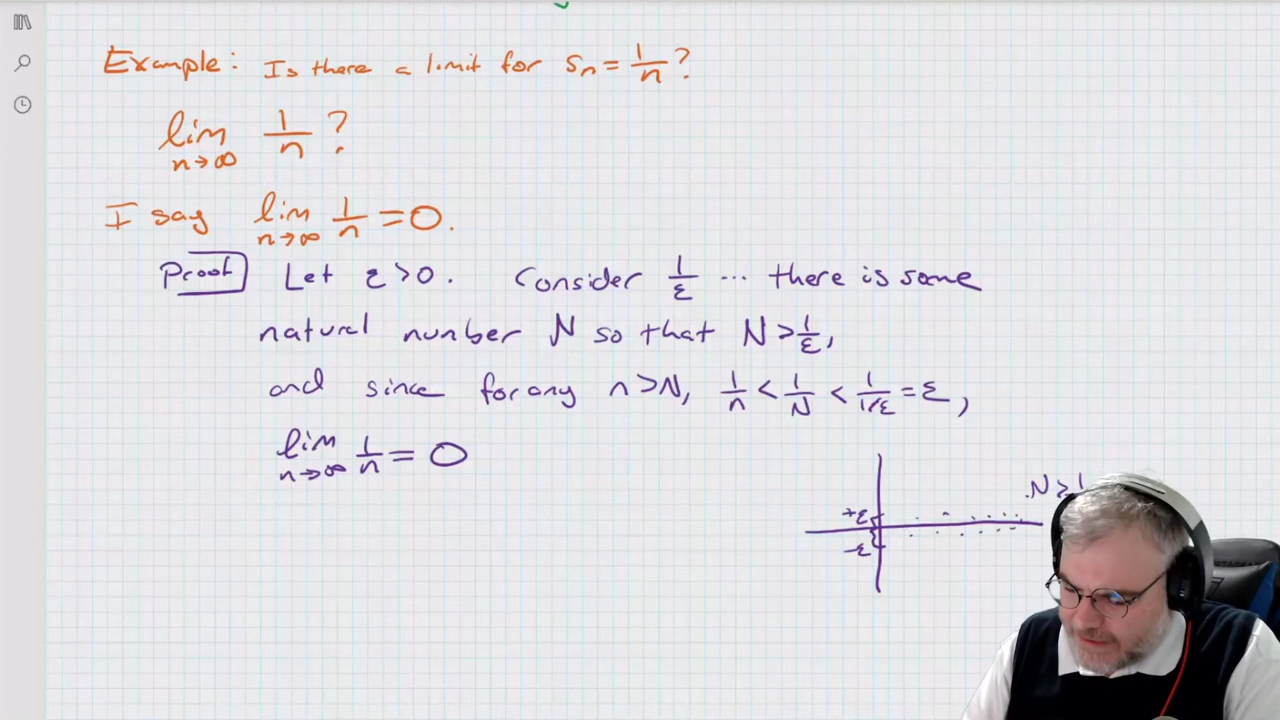 Example: Is there a limit for sₙ = 1/n ?
lim n→∞ 1/n ?
I say lim n→∞ 1/n = 0.
Proof Let ε > 0. Consider 1/ε ... there is some
natural number N so that N > 1/ε,
and since for any n > N, 1/n < 1/N < 1/(1/ε) = ε,
lim n→∞ 1/n = 0
+ε
-ε